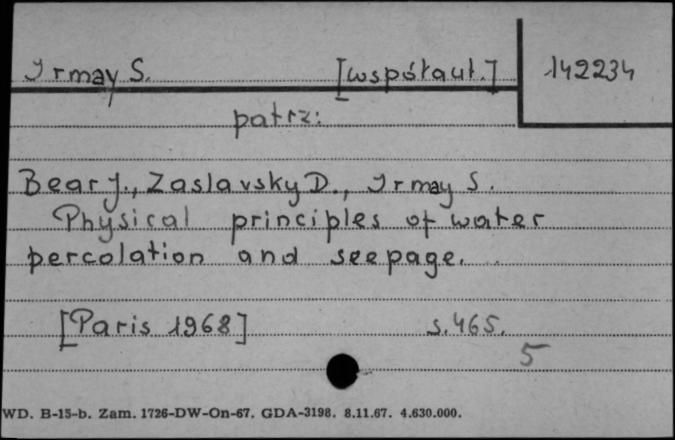 Irmay S. [współaut.] 142234
patrz:
Bear J., Zaslavsky D., Irmay S.
Physical principles of water
percolation and seepage.
[Paris 1968] s. 465.
5
WD. B-15-b. Zam. 1726-DW-On-67. GDA-3198. 8.11.67. 4.630.000.